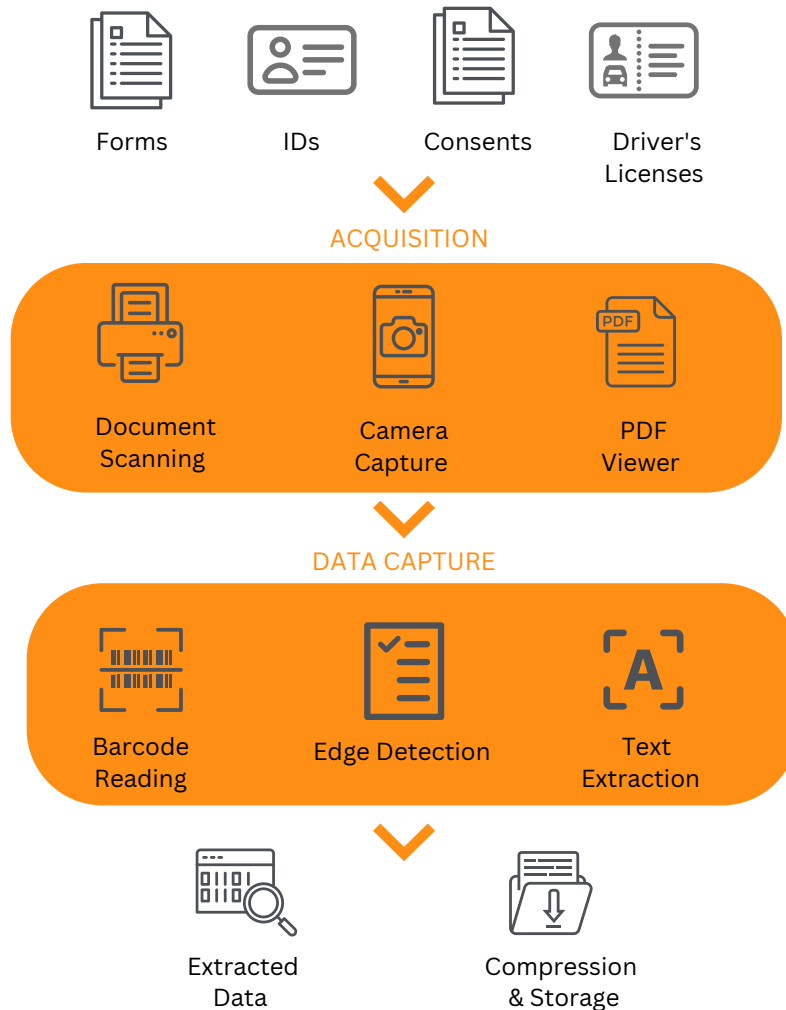 Forms
IDs
Consents
Driver's
Licenses
ACQUISITION
PDF
Document
Scanning
Camera
Capture
PDF
Viewer
DATA CAPTURE
A
Barcode
Reading
Edge Detection
Text
Extraction
Extracted
Data
Compression
& Storage